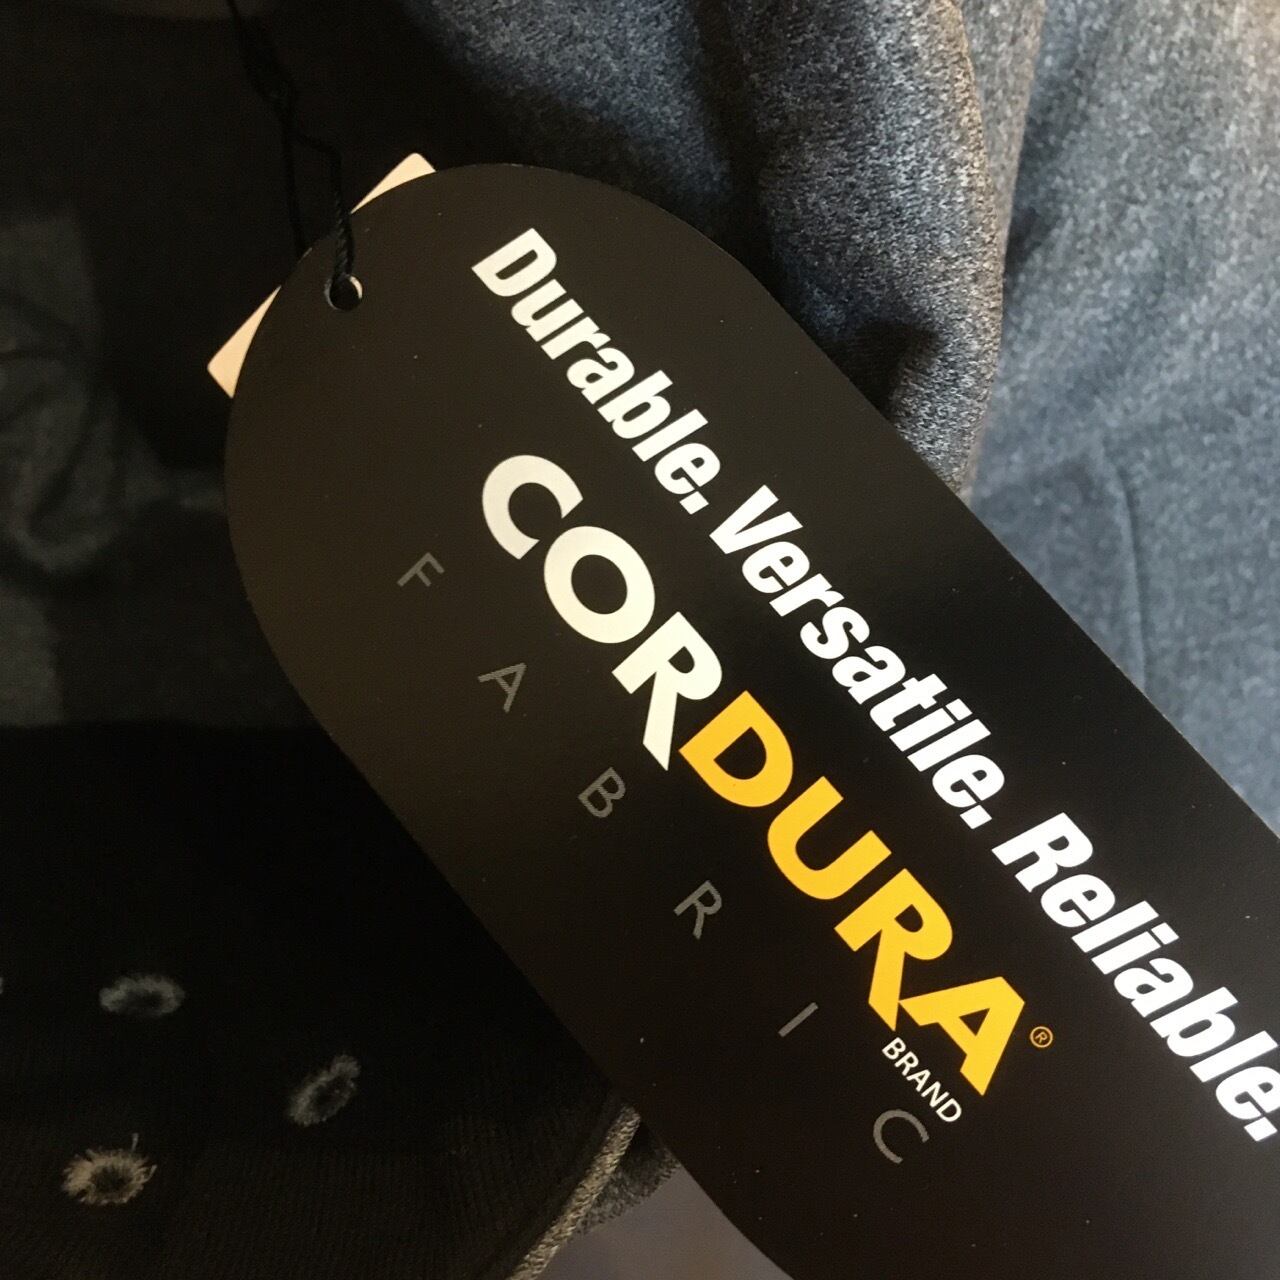 Durable. Versatile. Reliable.
CORDURA®
BRAND
FABRIC